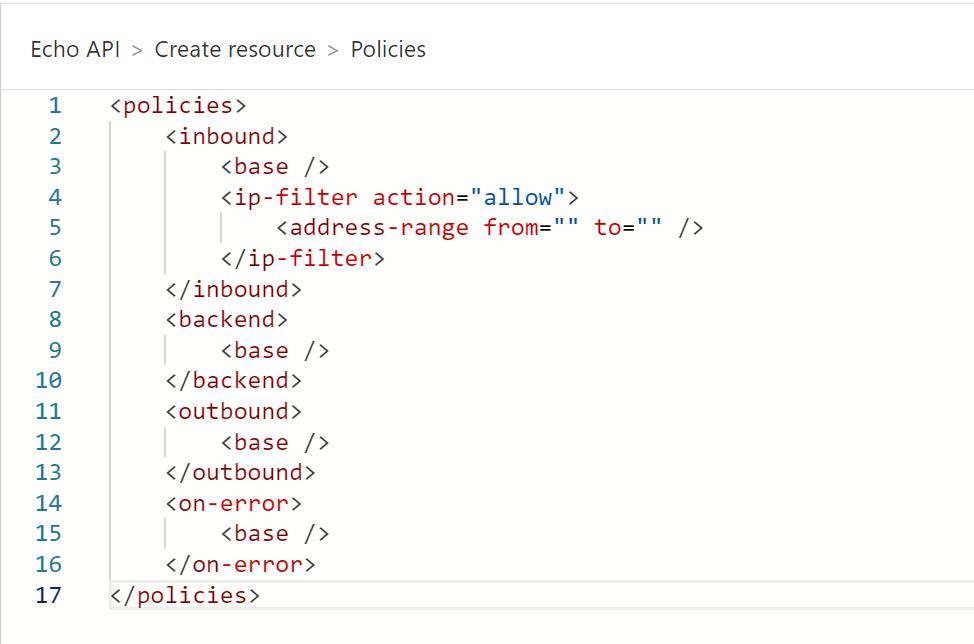 Echo API > Create resource > Policies
1 <policies>
2 <inbound>
3 <base />
4 <ip-filter action="allow">
5 <address-range from="" to="" />
6 </ip-filter>
7 </inbound>
8 <backend>
9 <base />
10 </backend>
11 <outbound>
12 <base />
13 </outbound>
14 <on-error>
15 <base />
16 </on-error>
17 </policies>